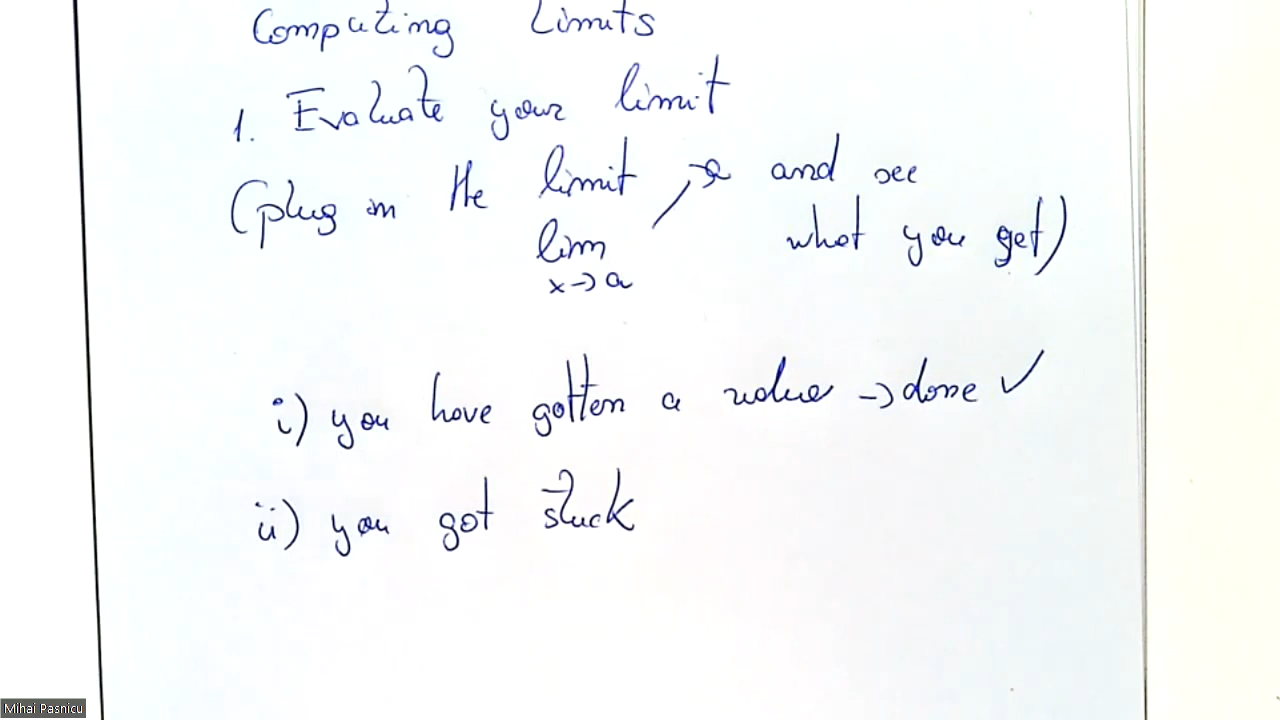 Computing Limits
1. Evaluate your limit
(plug in the limit → a and see
lim what you get)
x→a
i) you have gotten a value → done ✓
ii) you got stuck
Mihai Pasnicu